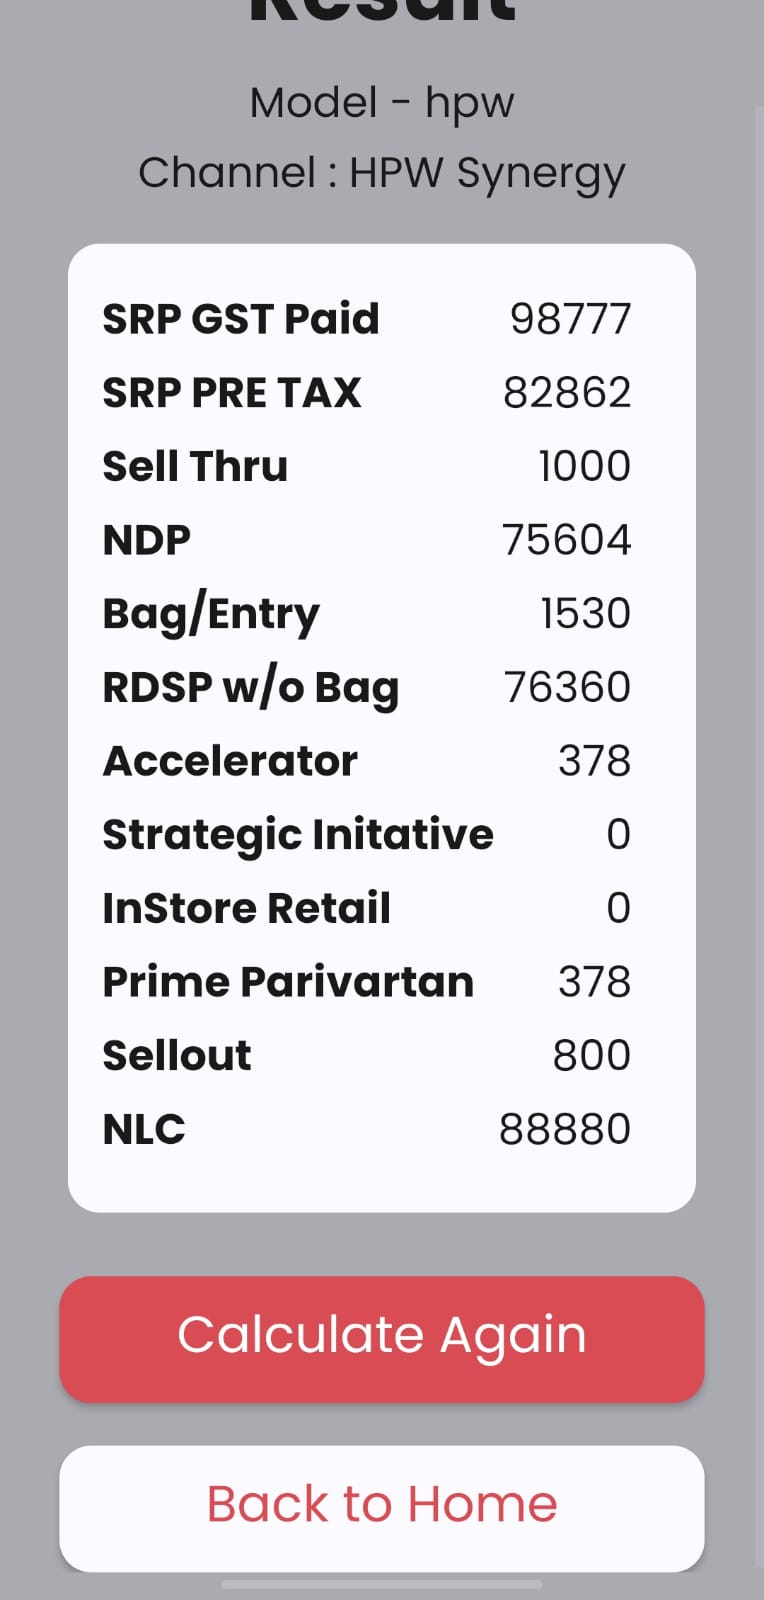 Result
Model - hpw
Channel : HPW Synergy
SRP GST Paid 98777
SRP PRE TAX 82862
Sell Thru 1000
NDP 75604
Bag/Entry 1530
RDSP w/o Bag 76360
Accelerator 378
Strategic Initative 0
InStore Retail 0
Prime Parivartan 378
Sellout 800
NLC 88880
Calculate Again
Back to Home